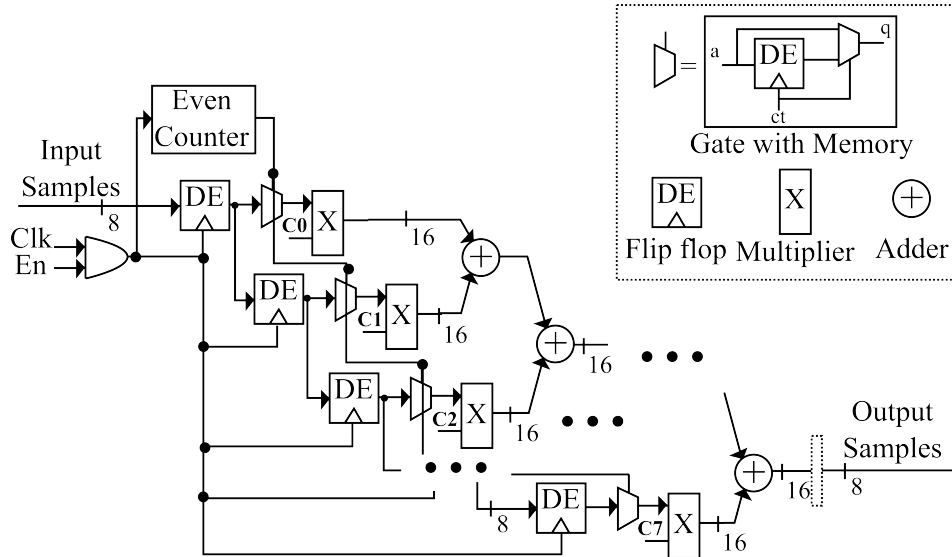 Even
Counter
Input
Samples
8
Clk
En
DE
C0
X
16
DE
C1
X
16
DE
C2
X
16
16
8
DE
C7
X
16
16
8
Output
Samples
=
a
DE
ct
q
Gate with Memory
DE
Flip flop
X
Multiplier
Adder